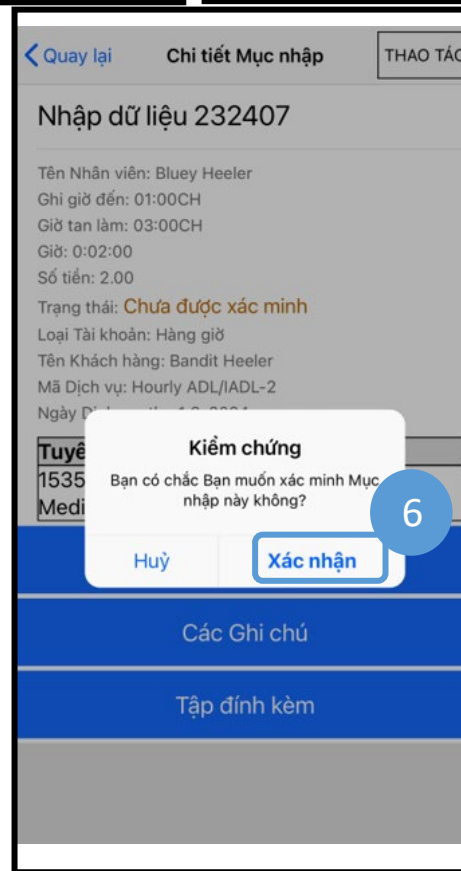 Quay lại Chi tiết Mục nhập THAO TÁC
Nhập dữ liệu 232407
Tên Nhân viên: Bluey Heeler
Ghi giờ đến: 01:00CH
Giờ tan làm: 03:00CH
Giờ: 0:02:00
Số tiền: 2.00
Trạng thái: Chưa được xác minh
Loại Tài khoản: Hàng giờ
Tên Khách hàng: Bandit Heeler
Mã Dịch vụ: Hourly ADL/IADL-2
Ngày
Kiểm chứng
Bạn có chắc Bạn muốn xác minh Mục
nhập này không?
6
Huỷ Xác nhận
1535
Medi
Các Ghi chú
Tập đính kèm